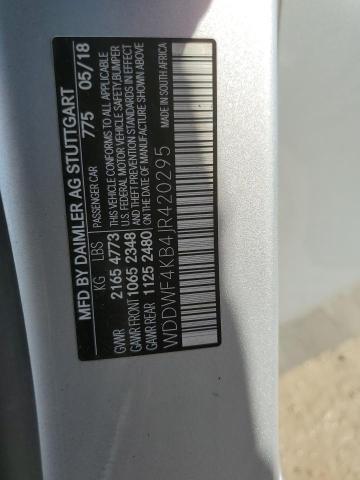 MFD BY DAIMLER AG STUTTGART
775 05/18
KG LBS PASSENGER CAR
GVWR 2165 4773
GAWR FRONT 1065 2348
GAWR REAR 1125 2480
THIS VEHICLE CONFORMS TO ALL APPLICABLE
U.S. FEDERAL MOTOR VEHICLE SAFETY, BUMPER
AND THEFT PREVENTION STANDARDS IN EFFECT
ON THE DATE OF MANUFACTURE SHOWN ABOVE
MADE IN SOUTH AFRICA
WDDWF4KB4JR420295